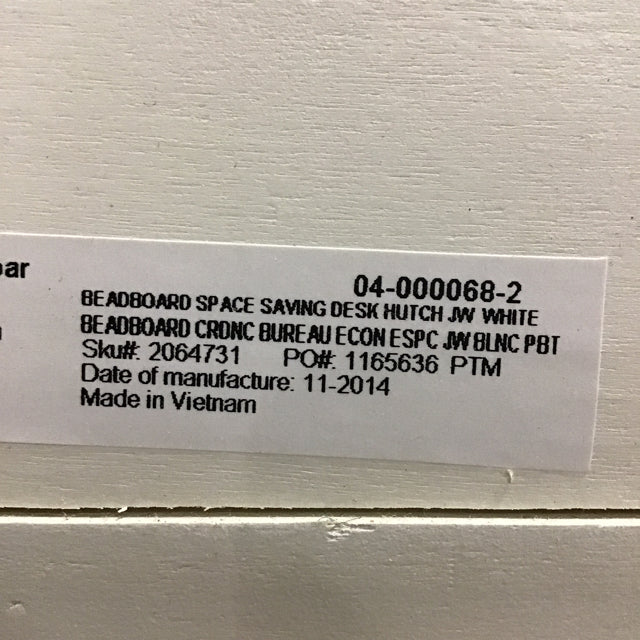 04-000068-2
BEADBOARD SPACE SAVING DESK HUTCH JW WHITE
BEADBOARD CRDNC BUREAU ECON ESPC JW BLNC PBT
Sku#: 2064731 PO#: 1165636 PTM
Date of manufacture: 11-2014
Made in Vietnam